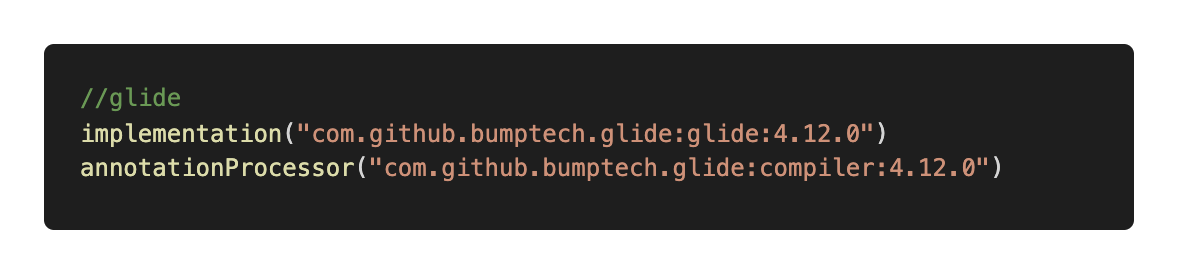 //glide
implementation("com.github.bumptech.glide:glide:4.12.0")
annotationProcessor("com.github.bumptech.glide:compiler:4.12.0")